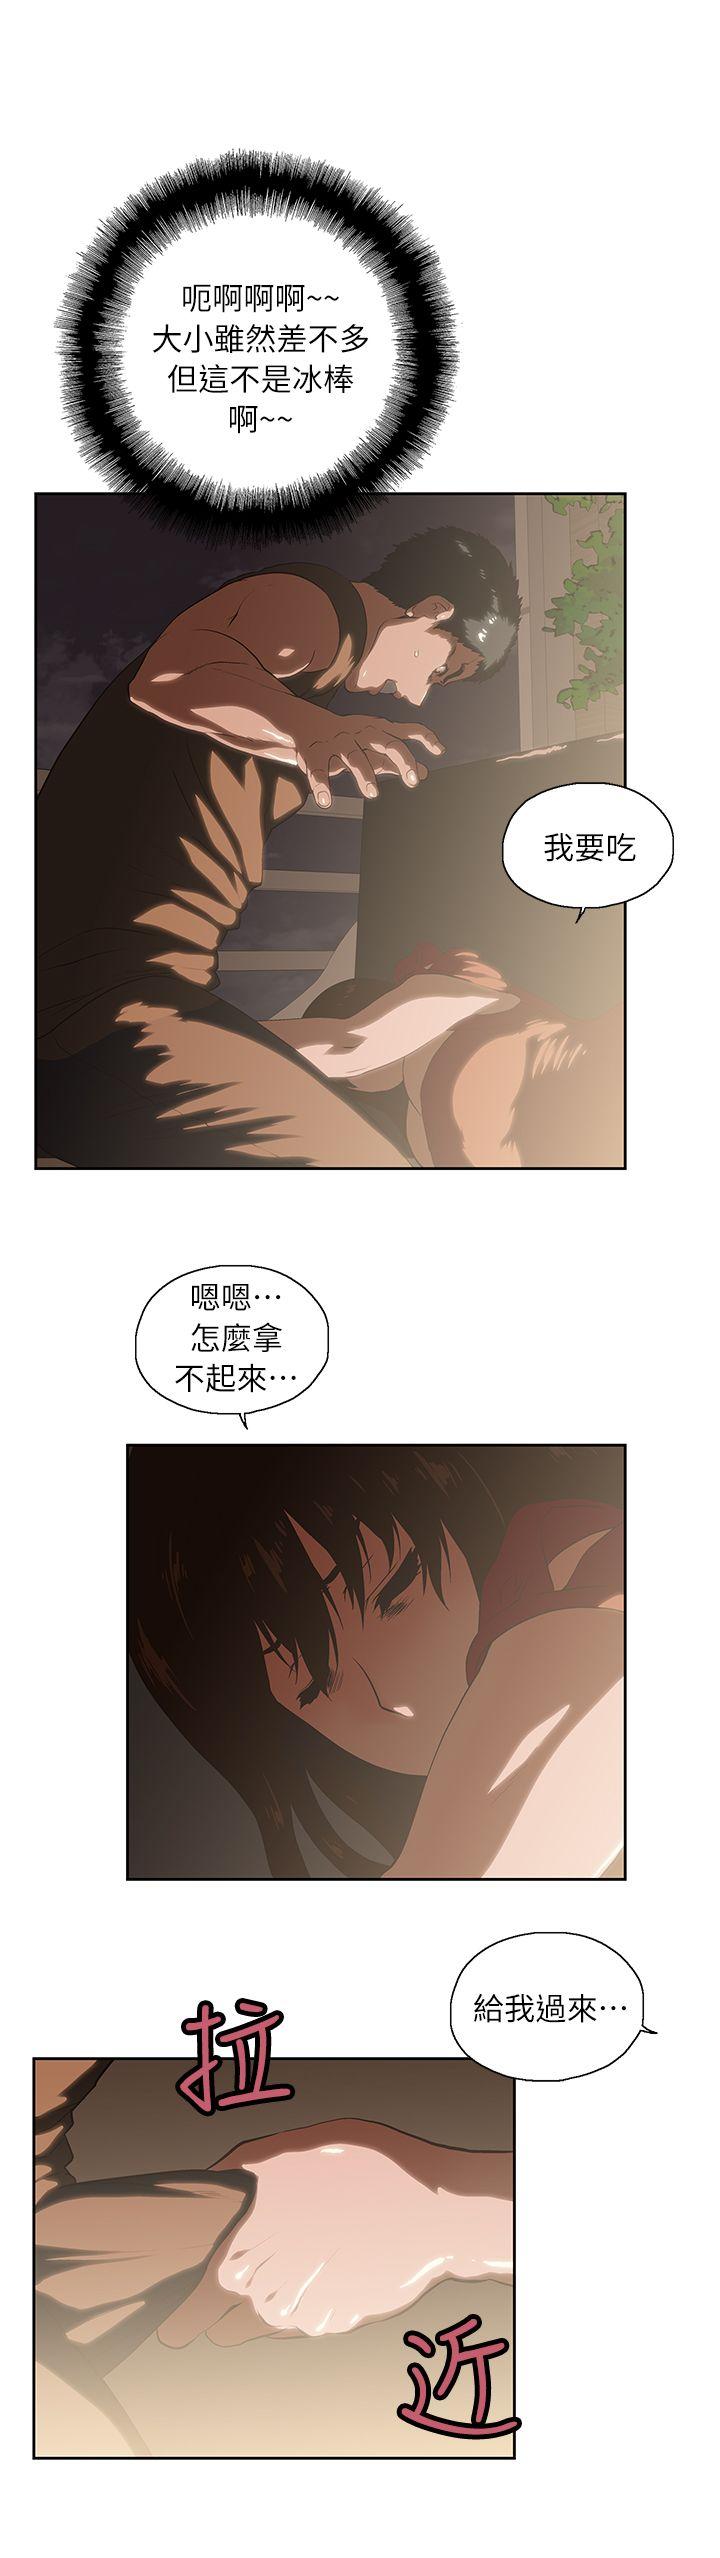 呃啊啊啊~~
大小雖然差不多
但這不是冰棒
啊~~
我要吃
嗯嗯…
怎麼拿
不起來…
給我過來…
拉
近